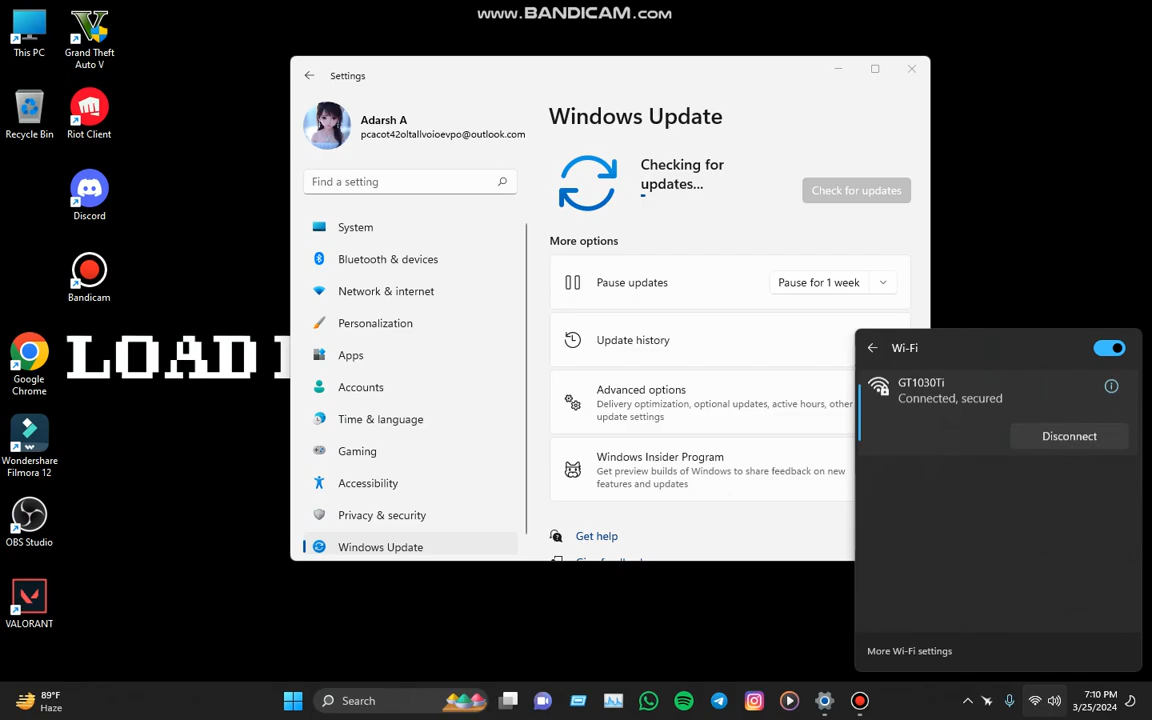 www.BANDICAM.com
This PC
Grand Theft
Auto V
Recycle Bin
Riot Client
Discord
Bandicam
Google
Chrome
LOAD
Wondershare
Filmora 12
OBS Studio
VALORANT
Settings
Adarsh A
pcacot42oltallvoioevpo@outlook.com
Find a setting
System
Bluetooth & devices
Network & internet
Personalization
Apps
Accounts
Time & language
Gaming
Accessibility
Privacy & security
Windows Update
Windows Update
Checking for
updates...
Check for updates
More options
Pause updates
Pause for 1 week
Update history
Advanced options
Delivery optimization, optional updates, active hours, other
update settings
Windows Insider Program
Get preview builds of Windows to share feedback on new
features and updates
Get help
Wi-Fi
GT1030Ti
Connected, secured
Disconnect
More Wi-Fi settings
89°F
Haze
Search
7:10 PM
3/25/2024